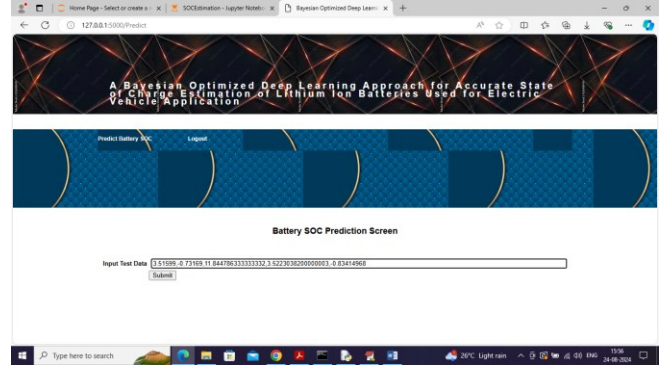 Home Page - Select or create a n
SOCEstimation - Jupyter Notebo
Bayesian Optimized Deep Learni
127.0.0.1:5000/Predict
A Bayesian Optimized Deep Learning Approach for Accurate State
of Charge Estimation of Lithium Ion Batteries Used for Electric
Vehicle Application
Predict Battery SOC Logout
Battery SOC Prediction Screen
Input Test Data 3.51599,-0.73169,11.844786333333332,3.5223038200000003,-0.83414968
Submit
Type here to search 26°C Light rain ENG 15:56
24-08-2024